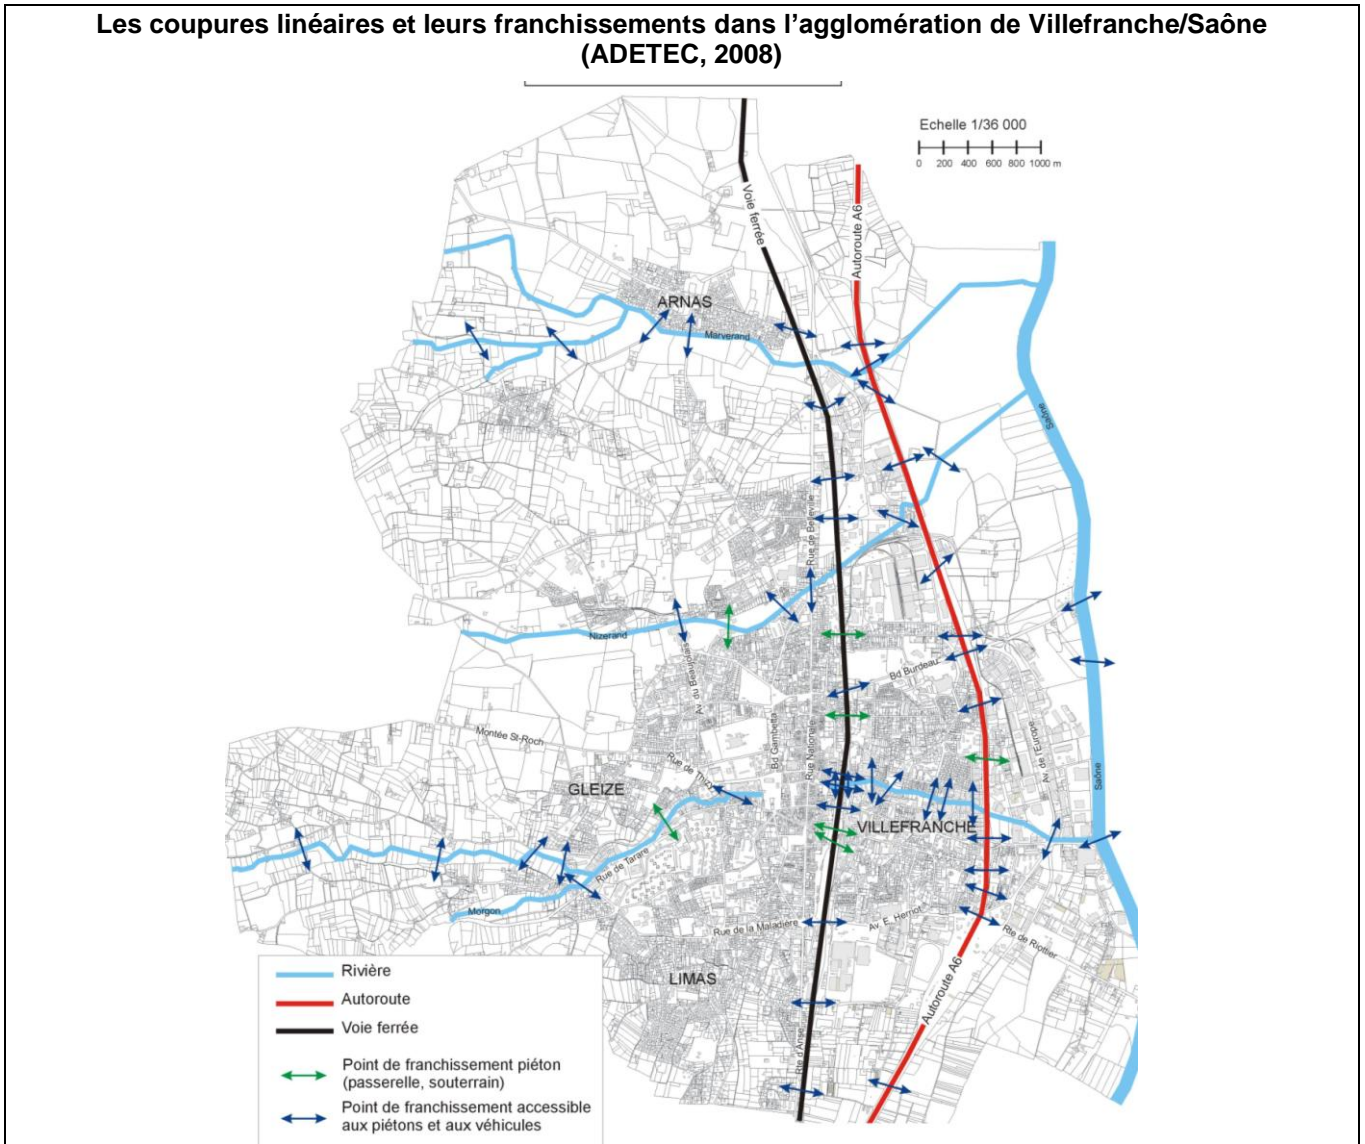 Les coupures linéaires et leurs franchissements dans l'agglomération de Villefranche/Saône
(ADETEC, 2008)
Echelle 1/36 000
0 200 400 600 800 1000 m
Voie ferrée
Autoroute A6
ARNAS
Marverand
Saône
Rue de Belleville
Nizerand
Av du Beaujolais
Bd Burdeau
Montée St-Roch
Bd Gambetta
Rue Nationale
Av de l'Europe
Rue de Thizy
Saône
GLEIZE
VILLEFRANCHE
Rue de Tarare
Morgon
Rue de la Maladière
Av E. Herriot
Rte de Riottier
LIMAS
Autoroute A6
Rte d'Anse
Rivière
Autoroute
Voie ferrée
Point de franchissement piéton
(passerelle, souterrain)
Point de franchissement accessible
aux piétons et aux véhicules